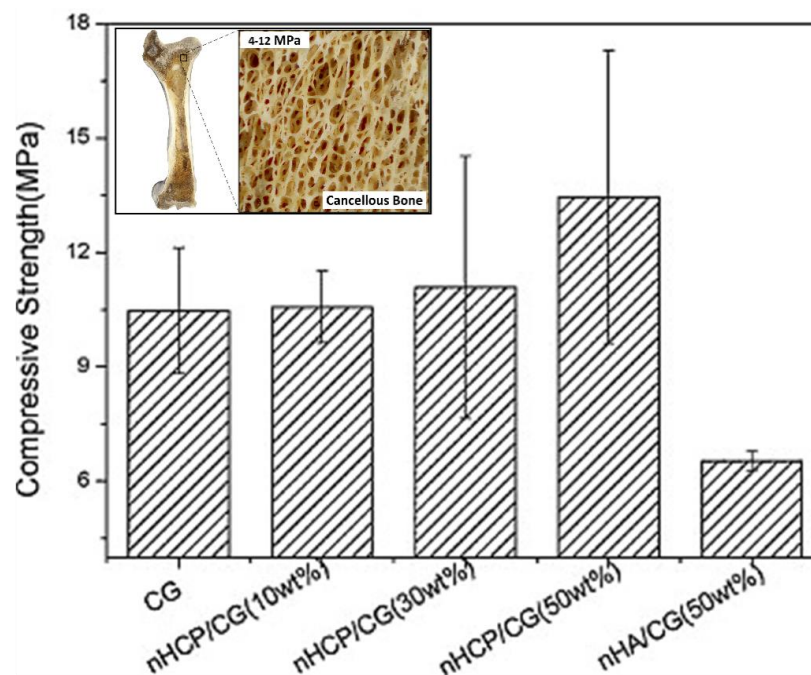 Compressive Strength(MPa)
18
15
12
9
6
4-12 MPa
Cancellous Bone
CG
nHCP/CG(10wt%)
nHCP/CG(30wt%)
nHCP/CG(50wt%)
nHA/CG(50wt%)